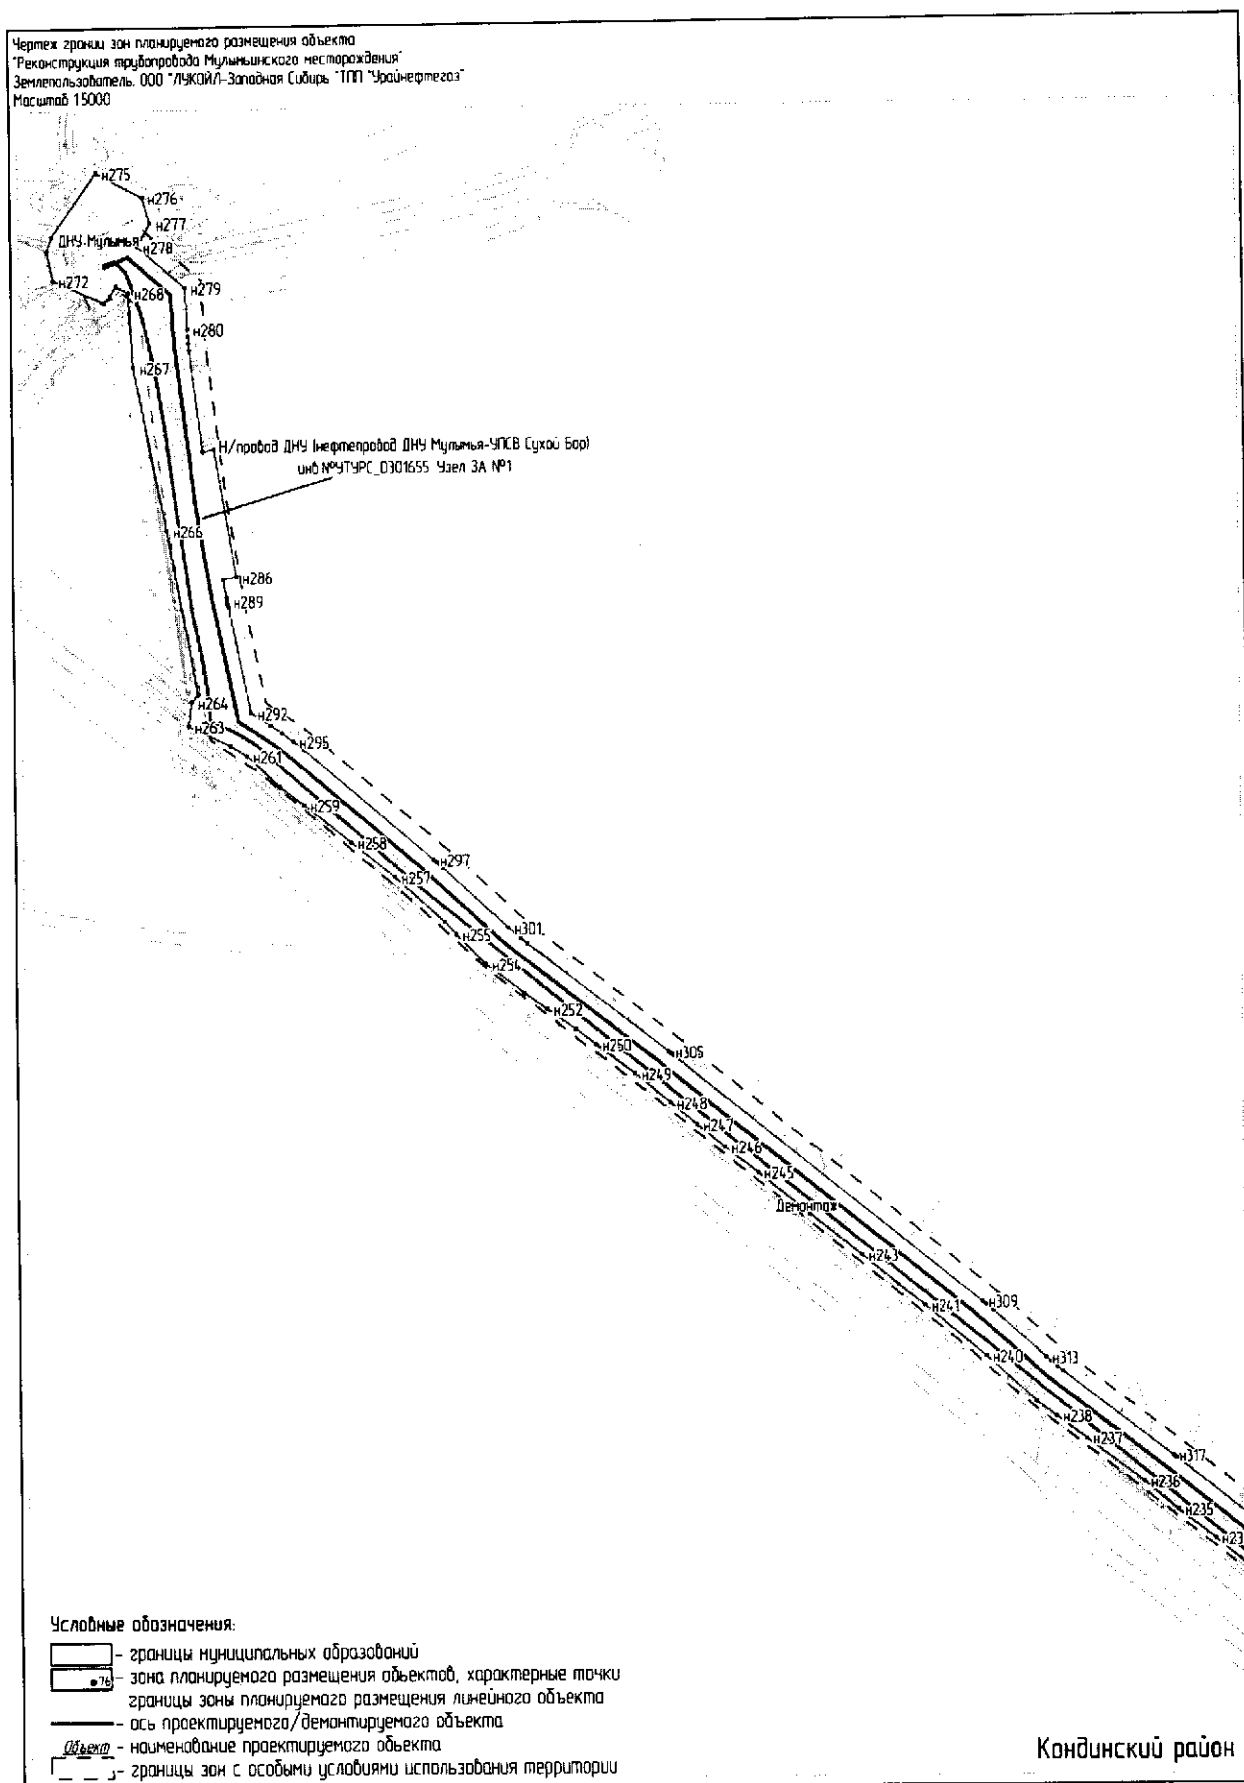 Чертеж границ зон планируемого размещения объекта
"Реконструкция трубопровода Мулымьинского месторождения"
Землепользователь: ООО "ЛУКОЙЛ-Западная Сибирь "ТПП "Урайнефтегаз"
Масштаб 1:5000
н275
н276
н277
ДНУ-Мулымья
н278
н272
н268
н279
н280
н267
Н/провод ДНУ (нефтепровод ДНУ Мулымья-УПСВ Сухой Бор)
инв №УТУРС_0301655 Узел ЗА №1
н266
н286
н289
н264
н292
н263
н295
н261
н259
н258
н297
н257
н301
н255
н254
н252
н250
н305
н249
н248
н247
н246
н245
Демонтаж
н243
н309
н241
н240
н313
н238
н237
н317
н236
н235
н23
Условные обозначения:
- границы муниципальных образований
76 - зона планируемого размещения объектов, характерные точки
границы зоны планируемого размещения линейного объекта
- ось проектируемого/демонтируемого объекта
Объект - наименование проектируемого объекта
- границы зон с особыми условиями использования территории
Кондинский район